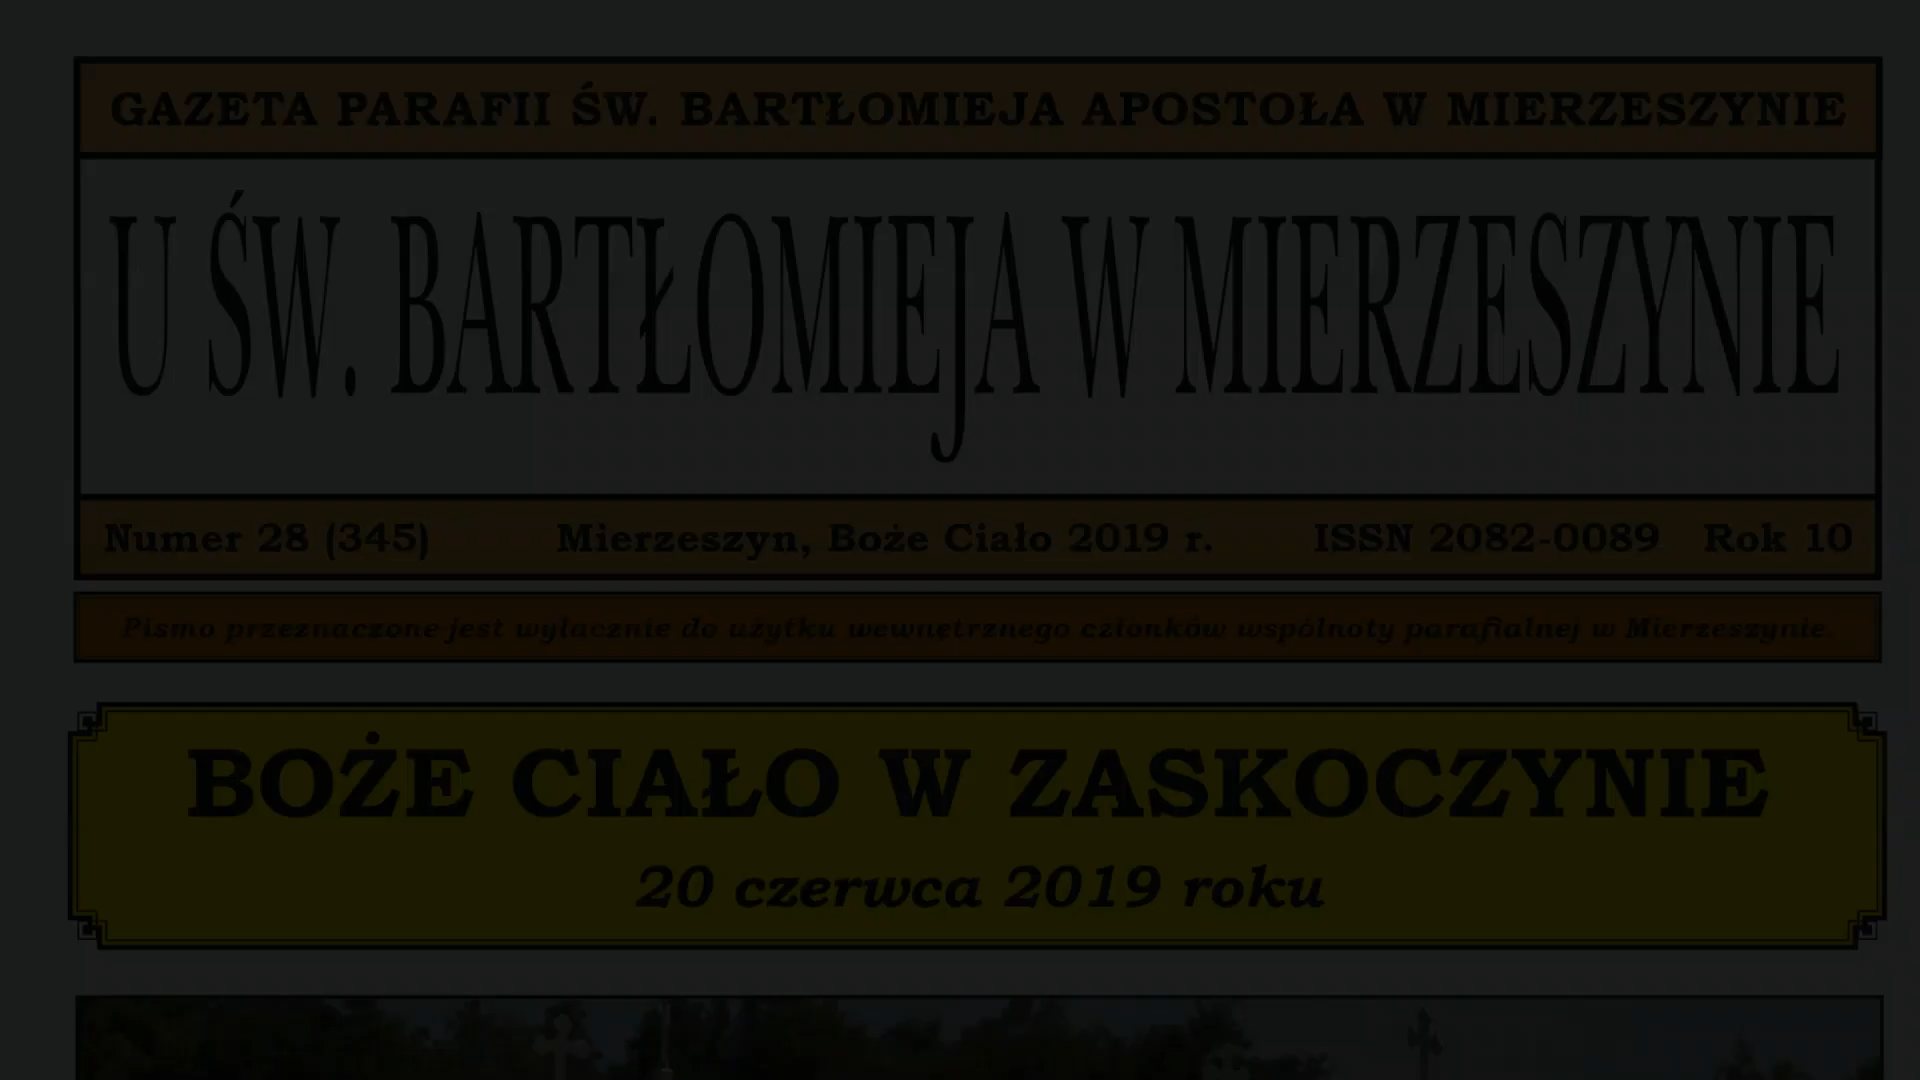 GAZETA PARAFII ŚW. BARTŁOMIEJA APOSTOŁA W MIERZESZYNIE
U ŚW. BARTŁOMIEJA W MIERZESZYNIE
Numer 28 (345) Mierzeszyn, Boże Ciało 2019 r. ISSN 2082-0089 Rok 10
Pismo przeznaczone jest wyłącznie do użytku wewnętrznego członków wspólnoty parafialnej w Mierzeszynie.
BOŻE CIAŁO W ZASKOCZYNIE
20 czerwca 2019 roku